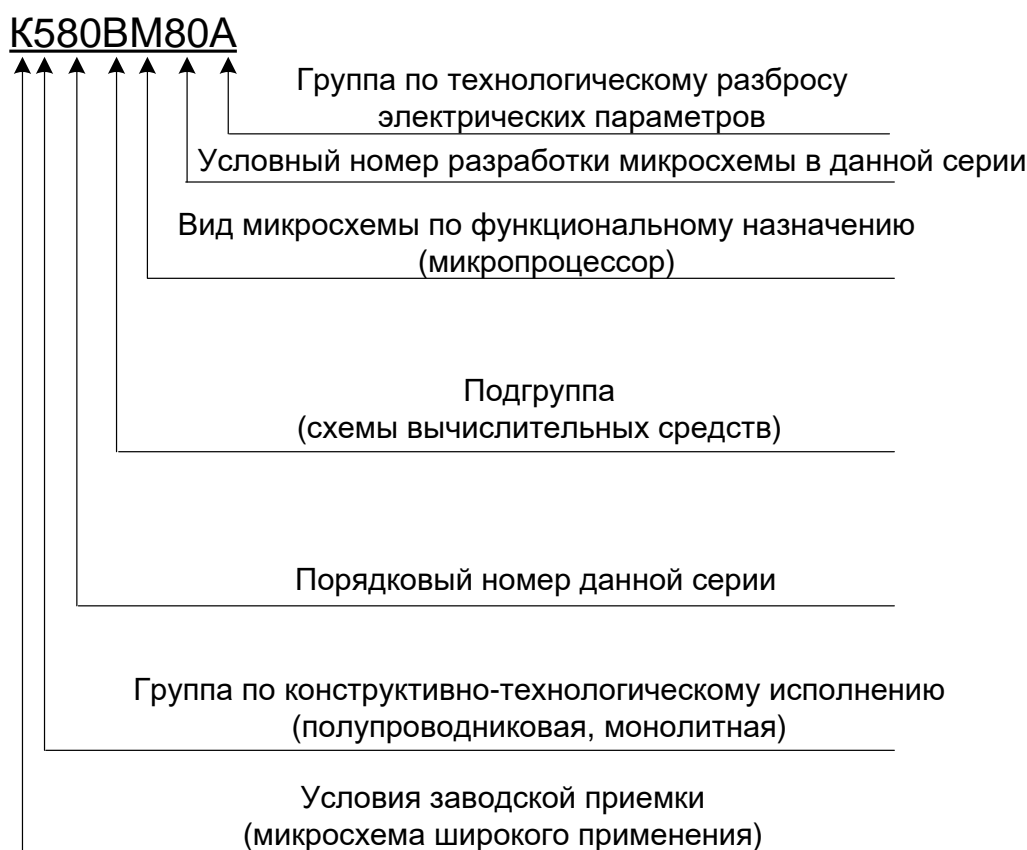 К580ВМ80А
Группа по технологическому разбросу
электрических параметров
Условный номер разработки микросхемы в данной серии
Вид микросхемы по функциональному назначению
(микропроцессор)
Подгруппа
(схемы вычислительных средств)
Порядковый номер данной серии
Группа по конструктивно-технологическому исполнению
(полупроводниковая, монолитная)
Условия заводской приемки
(микросхема широкого применения)